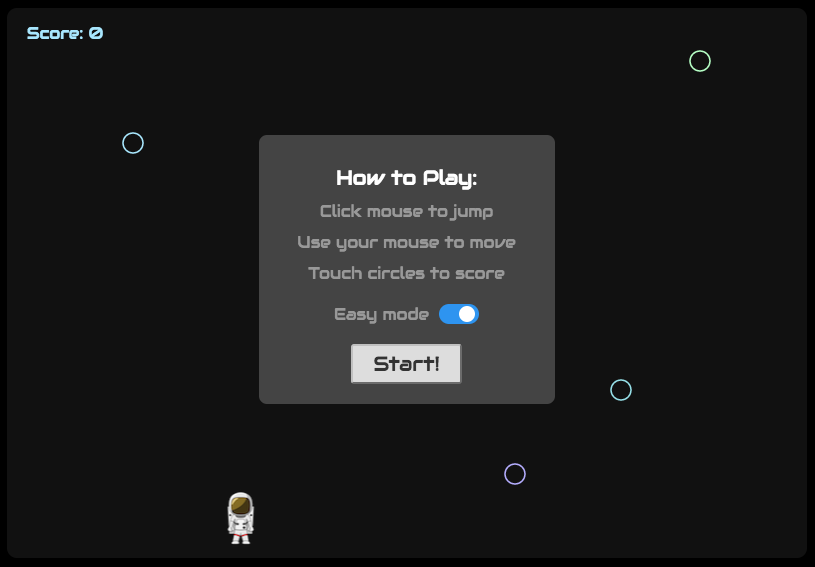 Score: 0
How to Play:
Click mouse to jump
Use your mouse to move
Touch circles to score
Easy mode
Start!